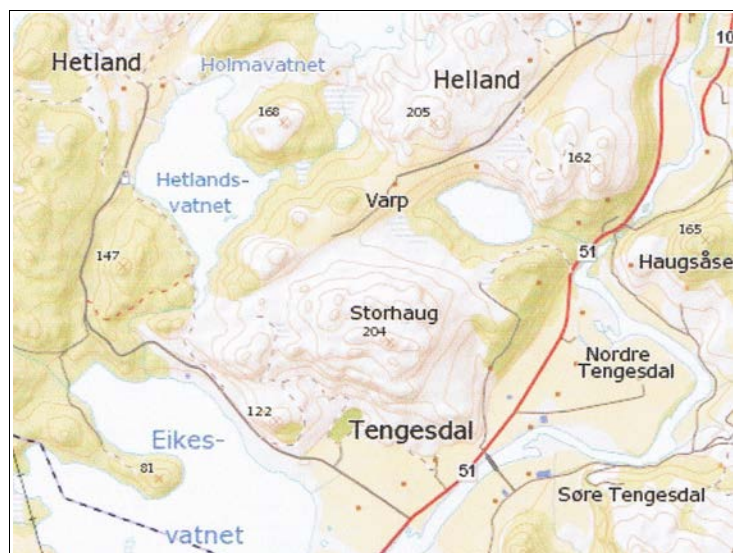 10
Hetland
Holmavatnet
Helland
168
205
162
Hetlands-
vatnet
Varp
165
147
51
Haugsåse
Storhaug
204
Nordre
Tengesdal
122
Tengesdal
Eikes-
81
51
Søre Tengesdal
vatnet